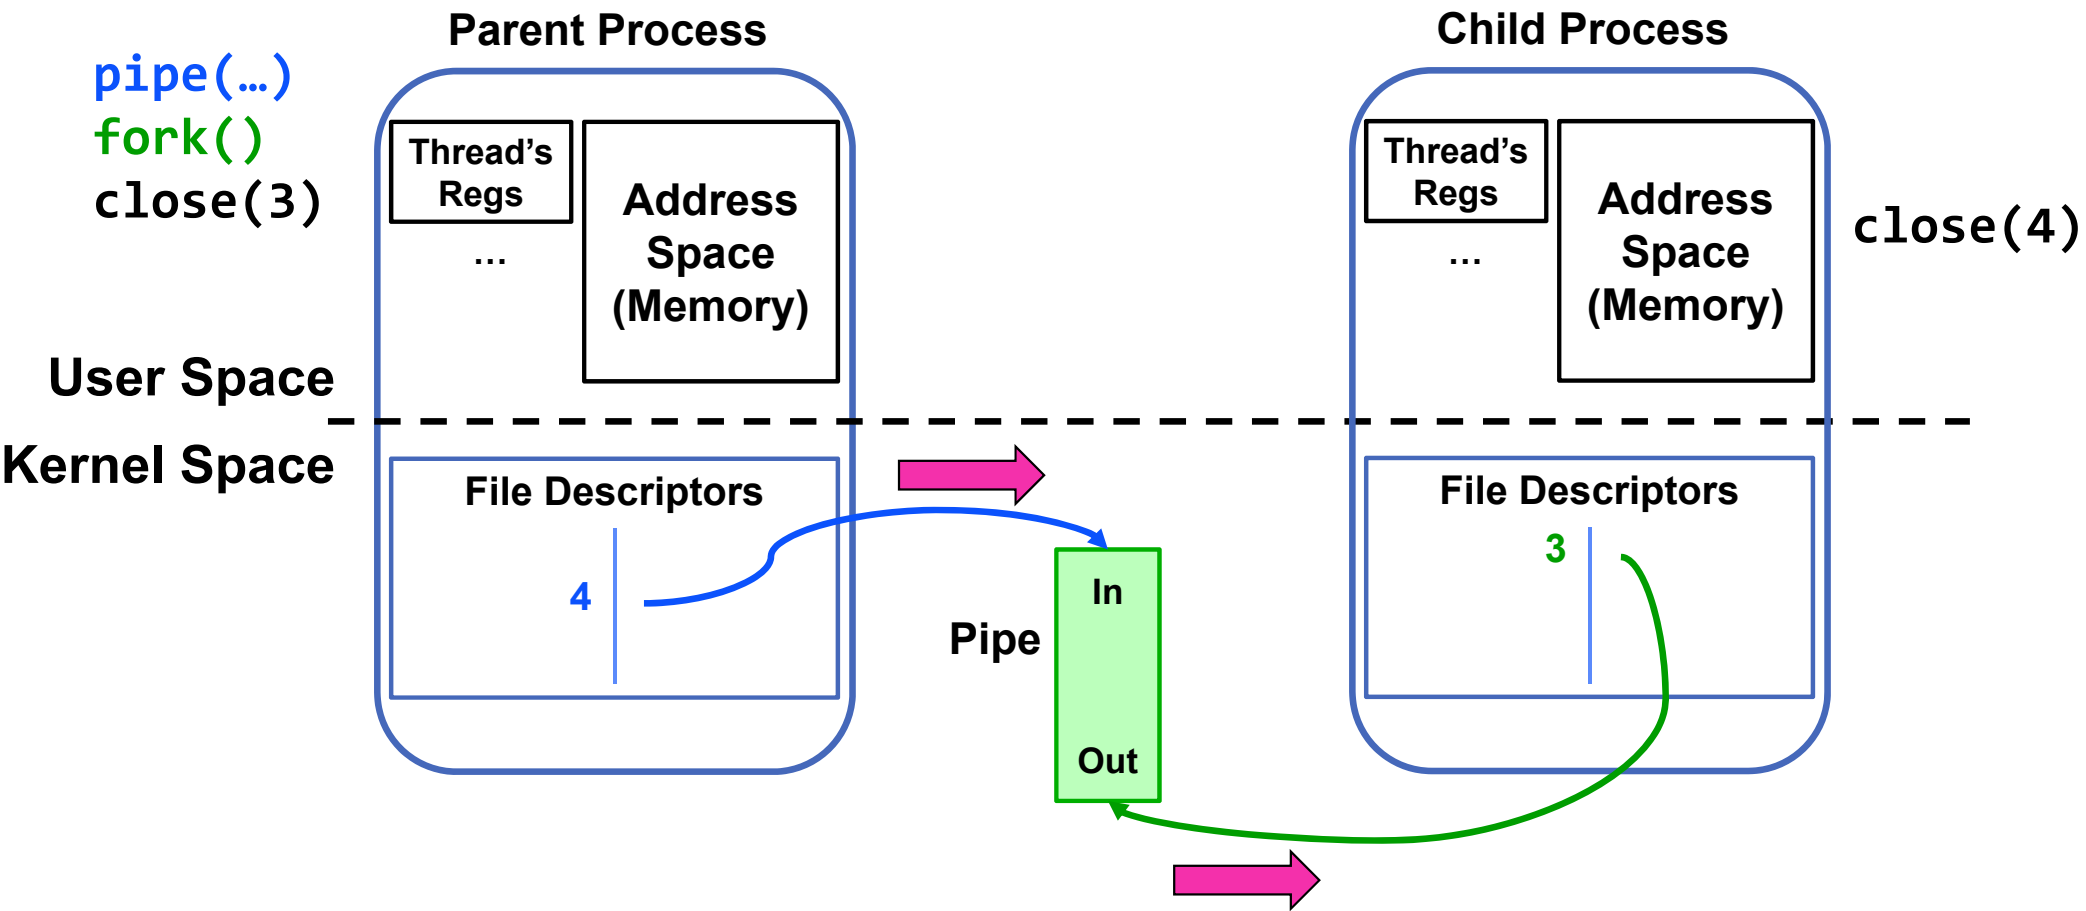 Parent Process
Child Process
pipe(…)
fork()
close(3)
Thread’s
Regs
…
Address
Space
(Memory)
Thread’s
Regs
…
Address
Space
(Memory)
close(4)
User Space
Kernel Space
File Descriptors
4
File Descriptors
3
Pipe
In
Out